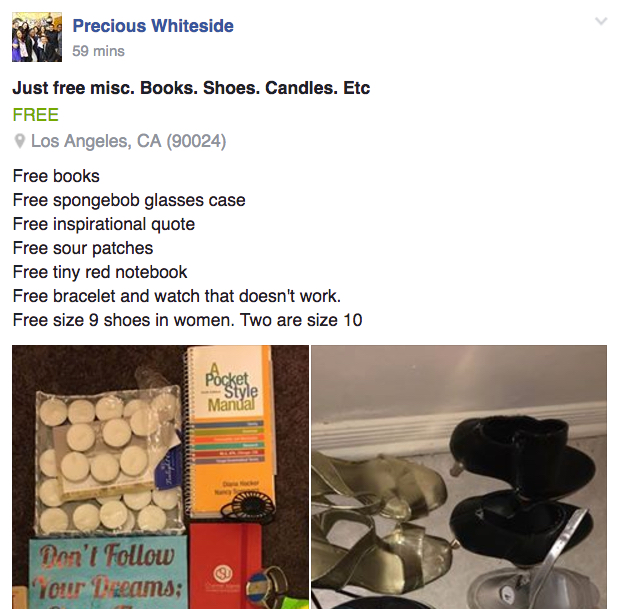 Precious Whiteside
59 mins
Just free misc. Books. Shoes. Candles. Etc
FREE
Los Angeles, CA (90024)
Free books
Free spongebob glasses case
Free inspirational quote
Free sour patches
Free tiny red notebook
Free bracelet and watch that doesn't work.
Free size 9 shoes in women. Two are size 10
A
Pocket
Style
Manual
Diana Hacker
Nancy
Don't Follow
Your Dreams;